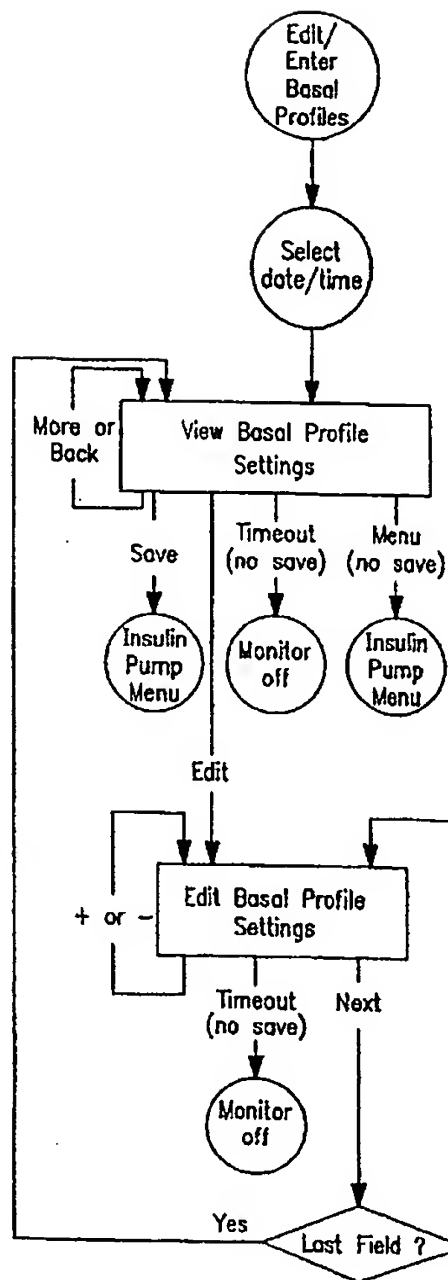 Edit/
Enter
Basal
Profiles
Select
date/time
More or
Back
View Basal Profile
Settings
Save
Timeout
(no save)
Menu
(no save)
Insulin
Pump
Menu
Monitor
off
Insulin
Pump
Menu
Edit
+ or -
Edit Basal Profile
Settings
Timeout
(no save)
Next
Monitor
off
Yes
Last Field ?